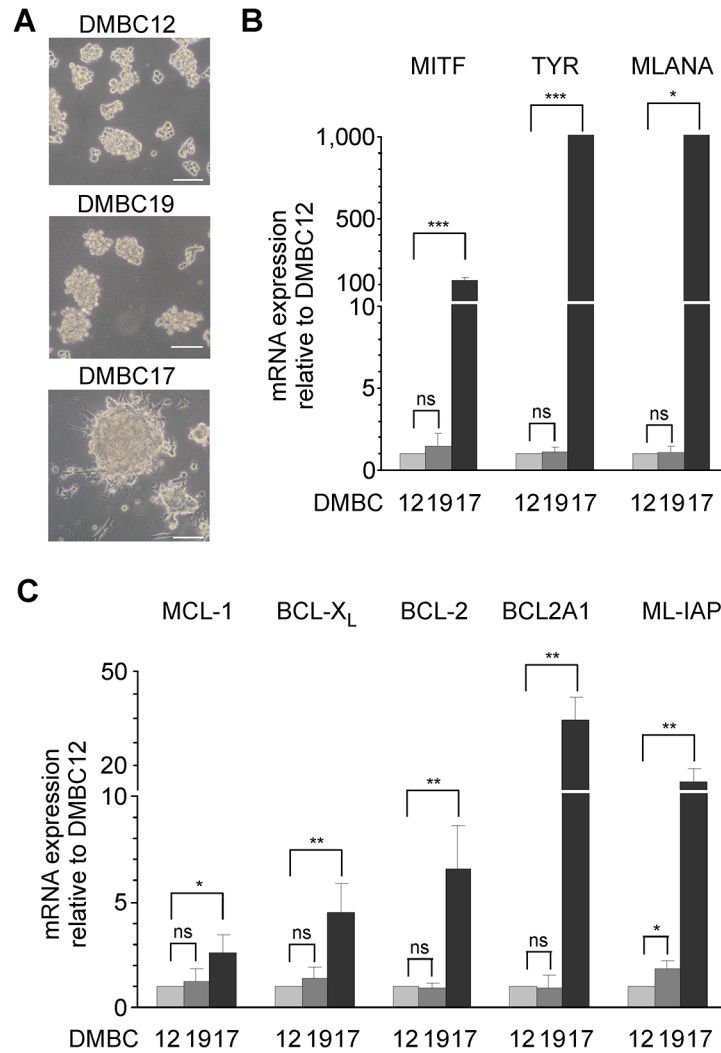 A
DMBC12
DMBC19
DMBC17
B
MITF TYR MLANA
*** *
***
1,000
500
100
10
5
0
ns ns ns
mRNA expression
relative to DMBC12
DMBC 12 19 17 12 19 17 12 19 17
C
MCL-1 BCL-XL BCL-2 BCL2A1 ML-IAP
50
20
10
5
0
**
**
**
**
*
ns ns ns ns *
mRNA expression
relative to DMBC12
DMBC 12 19 17 12 19 17 12 19 17 12 19 17 12 19 17